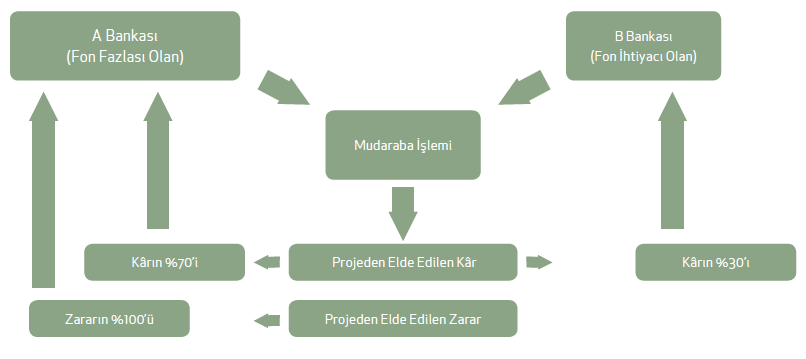 A Bankası
(Fon Fazlası Olan)
B Bankası
(Fon İhtiyacı Olan)
Mudaraba İşlemi
Kârın %70’i
Projeden Elde Edilen Kâr
Kârın %30’ı
Zararın %100’ü
Projeden Elde Edilen Zarar